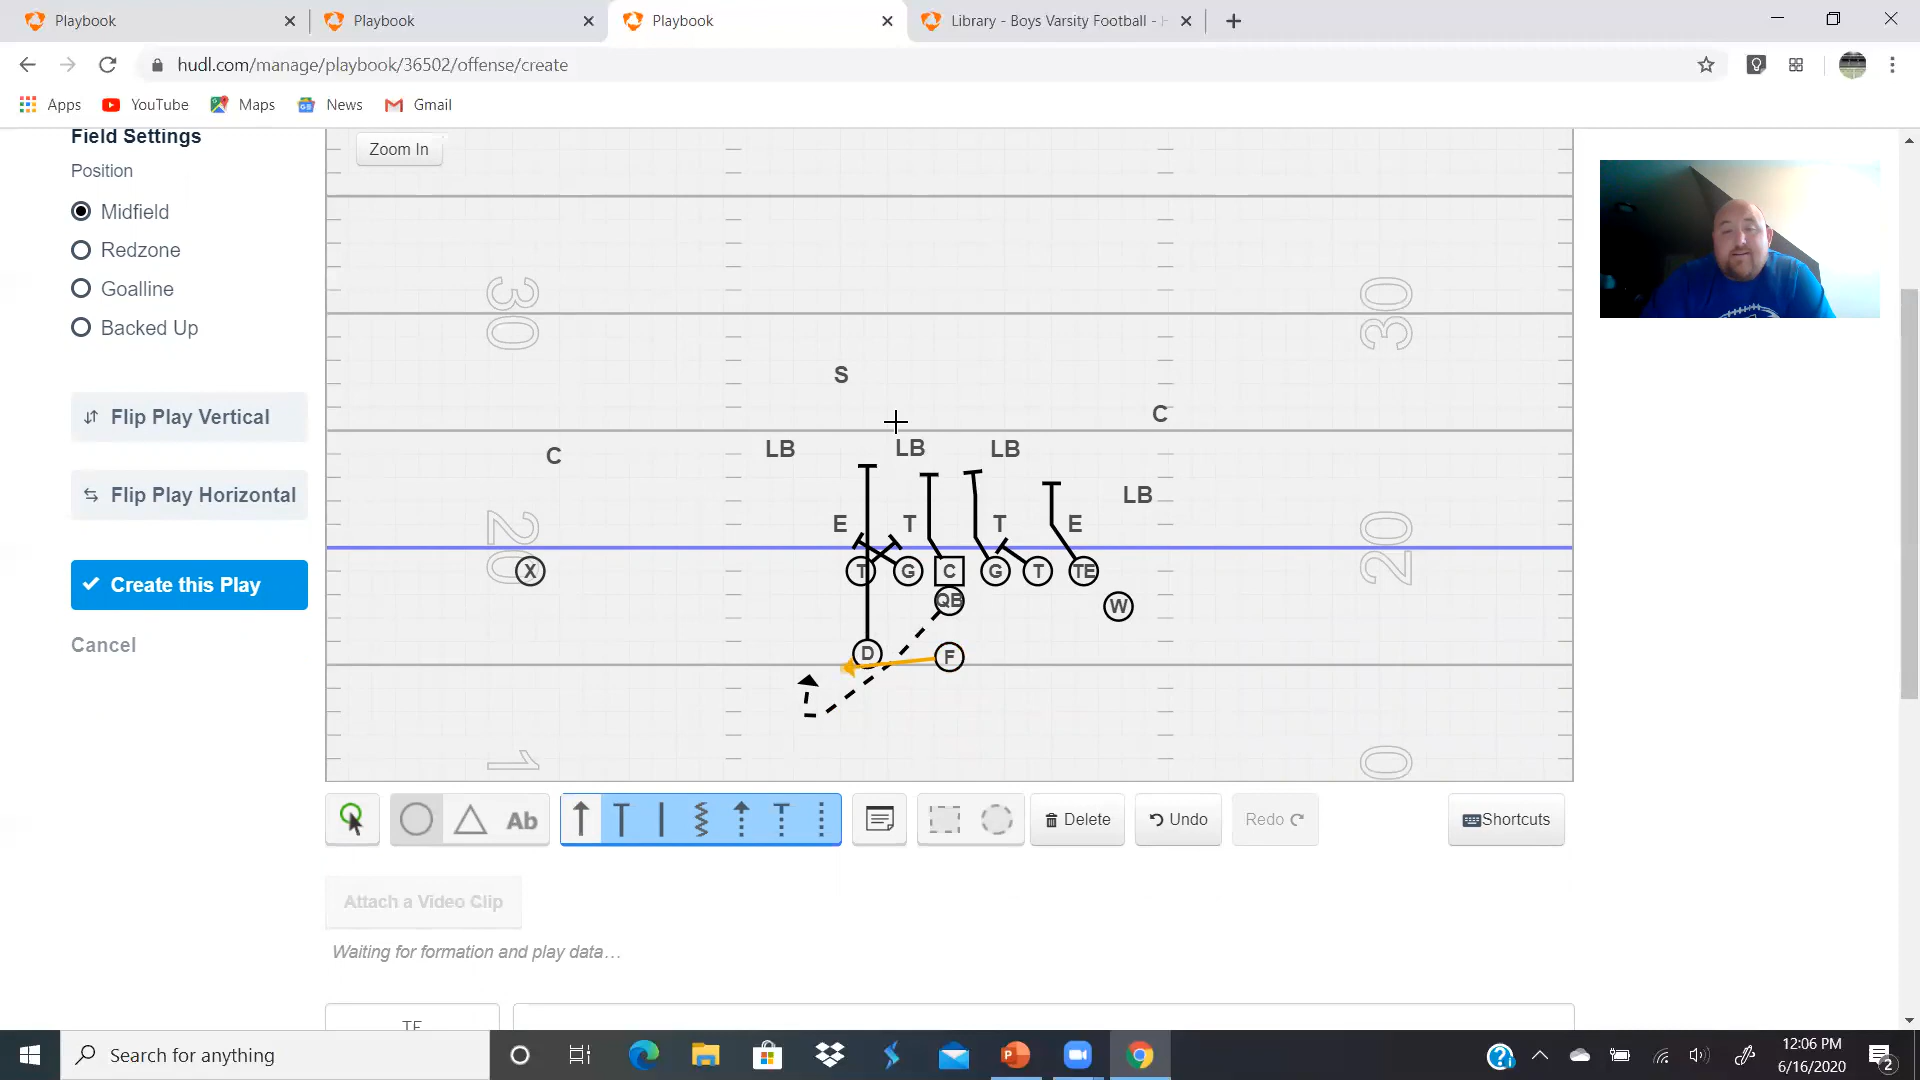 Playbook
Playbook
Playbook
Library - Boys Varsity Football - H
hudl.com/manage/playbook/36502/offense/create
Apps
YouTube
Maps
News
Gmail
Field Settings
Position
Midfield
Redzone
Goalline
Backed Up
Flip Play Vertical
Flip Play Horizontal
Create this Play
Cancel
Zoom In
30
30
S
C
C
LB
LB
LB
LB
E
T
T
E
20
20
X
T
G
C
G
T
TE
QB
W
D
F
1
0
Ab
Delete
Undo
Redo
Shortcuts
Attach a Video Clip
Waiting for formation and play data…
TE
Search for anything
12:06 PM
6/16/2020
2